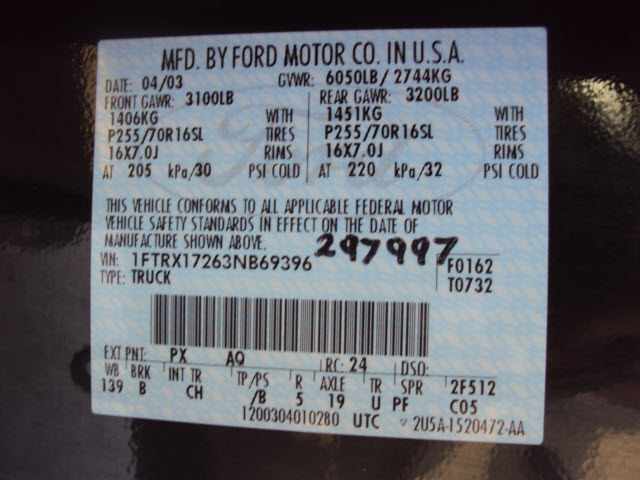 MFD. BY FORD MOTOR CO. IN U.S.A.
DATE: 04/03 GVWR: 6050LB/ 2744KG
FRONT GAWR: 3100LB REAR GAWR: 3200LB
1406KG WITH 1451KG WITH
P255/70R16SL TIRES P255/70R16SL TIRES
16X7.0J RIMS 16X7.0J RIMS
AT 205 kPa/30 PSI COLD AT 220 kPa/32 PSI COLD
THIS VEHICLE CONFORMS TO ALL APPLICABLE FEDERAL MOTOR
VEHICLE SAFETY STANDARDS IN EFFECT ON THE DATE OF
MANUFACTURE SHOWN ABOVE. 297997
VIN: 1FTRX17263NB69396 F0162
TYPE: TRUCK T0732
EXT PNT: PX AQ RC: 24 DSO:
WB BRK INT TR TP/PS R AXLE TR SPR 2F512
139 B CH /B 5 19 U PF C05
1200304010280 UTC ▽ 2U5A-1520472-AA